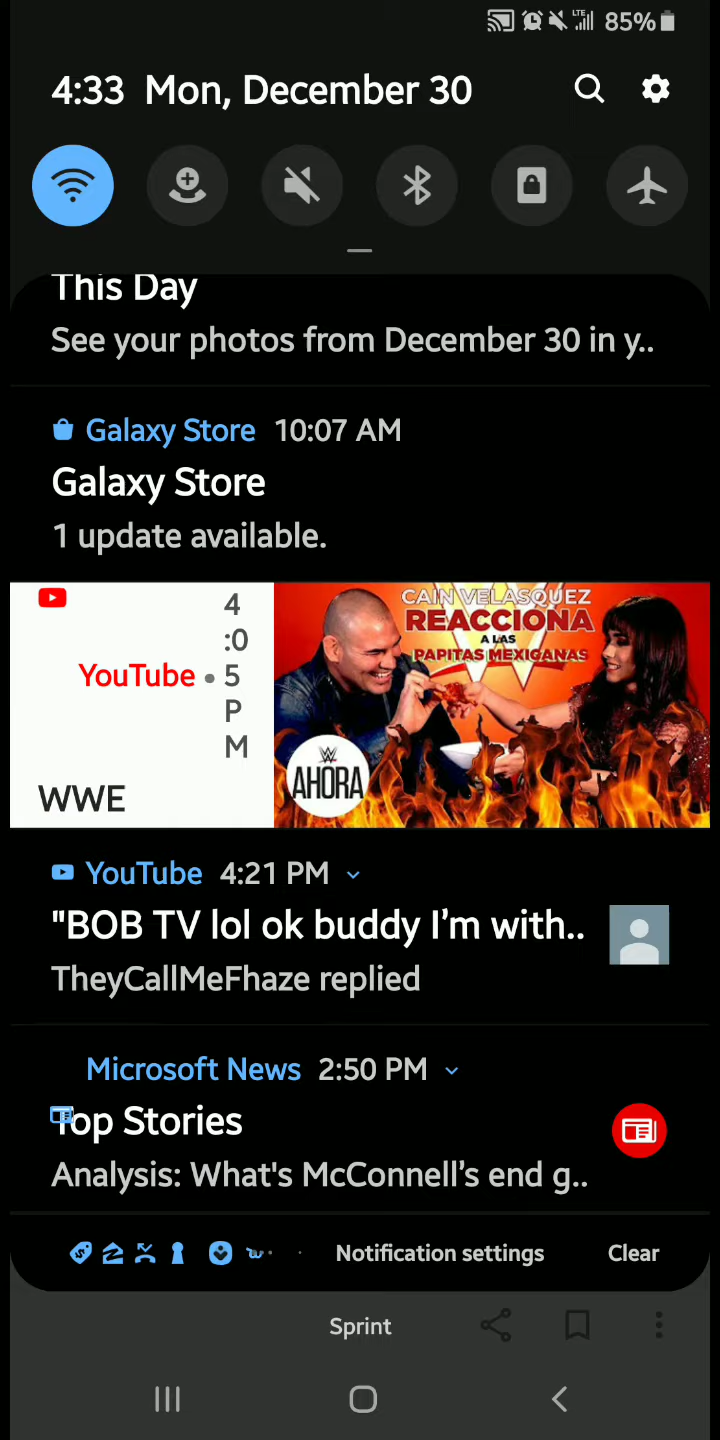 LTE 85%
4:33 Mon, December 30
This Day
See your photos from December 30 in y..
Galaxy Store 10:07 AM
Galaxy Store
1 update available.
YouTube • 4:05 PM
WWE
CAIN VELASQUEZ
REACCIONA
A LAS
PAPITAS MEXICANAS
W
AHORA
YouTube 4:21 PM
"BOB TV lol ok buddy I'm with..
TheyCallMeFhaze replied
Microsoft News 2:50 PM
Top Stories
Analysis: What's McConnell's end g..
Notification settings Clear
Sprint